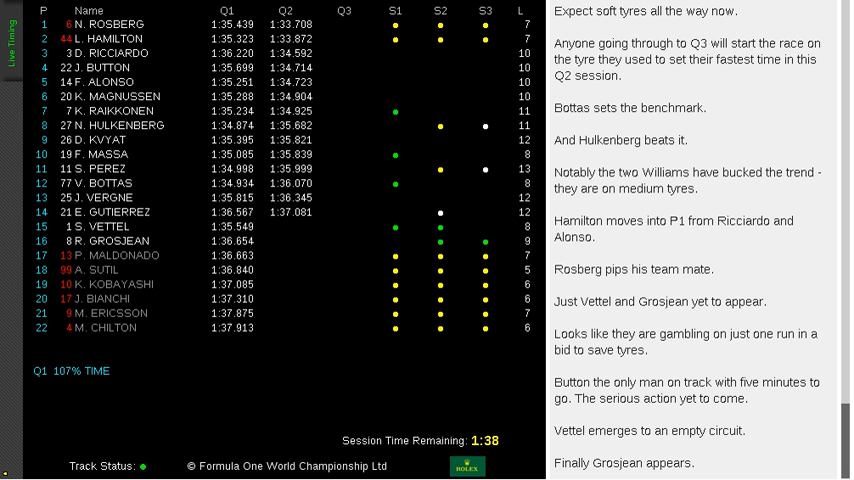 Live Timing
P Name Q1 Q2 Q3 S1 S2 S3 L
1 6 N. ROSBERG 1:35.439 1:33.708 7
2 44 L. HAMILTON 1:35.323 1:33.872 7
3 3 D. RICCIARDO 1:36.220 1:34.592 10
4 22 J. BUTTON 1:35.699 1:34.714 10
5 14 F. ALONSO 1:35.251 1:34.723 10
6 20 K. MAGNUSSEN 1:35.288 1:34.904 10
7 7 K. RAIKKONEN 1:35.234 1:34.925 11
8 27 N. HULKENBERG 1:34.874 1:35.682 11
9 26 D. KVYAT 1:35.395 1:35.821 12
10 19 F. MASSA 1:35.085 1:35.839 8
11 11 S. PEREZ 1:34.998 1:35.999 13
12 77 V. BOTTAS 1:34.934 1:36.070 8
13 25 J. VERGNE 1:35.815 1:36.345 12
14 21 E. GUTIERREZ 1:36.567 1:37.081 12
15 1 S. VETTEL 1:35.549 8
16 8 R. GROSJEAN 1:36.654 9
17 13 P. MALDONADO 1:36.663 7
18 99 A. SUTIL 1:36.840 5
19 10 K. KOBAYASHI 1:37.085 6
20 17 J. BIANCHI 1:37.310 6
21 9 M. ERICSSON 1:37.875 7
22 4 M. CHILTON 1:37.913 6
Q1 107% TIME
Session Time Remaining: 1:38
Track Status: © Formula One World Championship Ltd
ROLEX
Expect soft tyres all the way now.
Anyone going through to Q3 will start the race on
the tyre they used to set their fastest time in this
Q2 session.
Bottas sets the benchmark.
And Hulkenberg beats it.
Notably the two Williams have bucked the trend -
they are on medium tyres.
Hamilton moves into P1 from Ricciardo and
Alonso.
Rosberg pips his team mate.
Just Vettel and Grosjean yet to appear.
Looks like they are gambling on just one run in a
bid to save tyres.
Button the only man on track with five minutes to
go. The serious action yet to come.
Vettel emerges to an empty circuit.
Finally Grosjean appears.